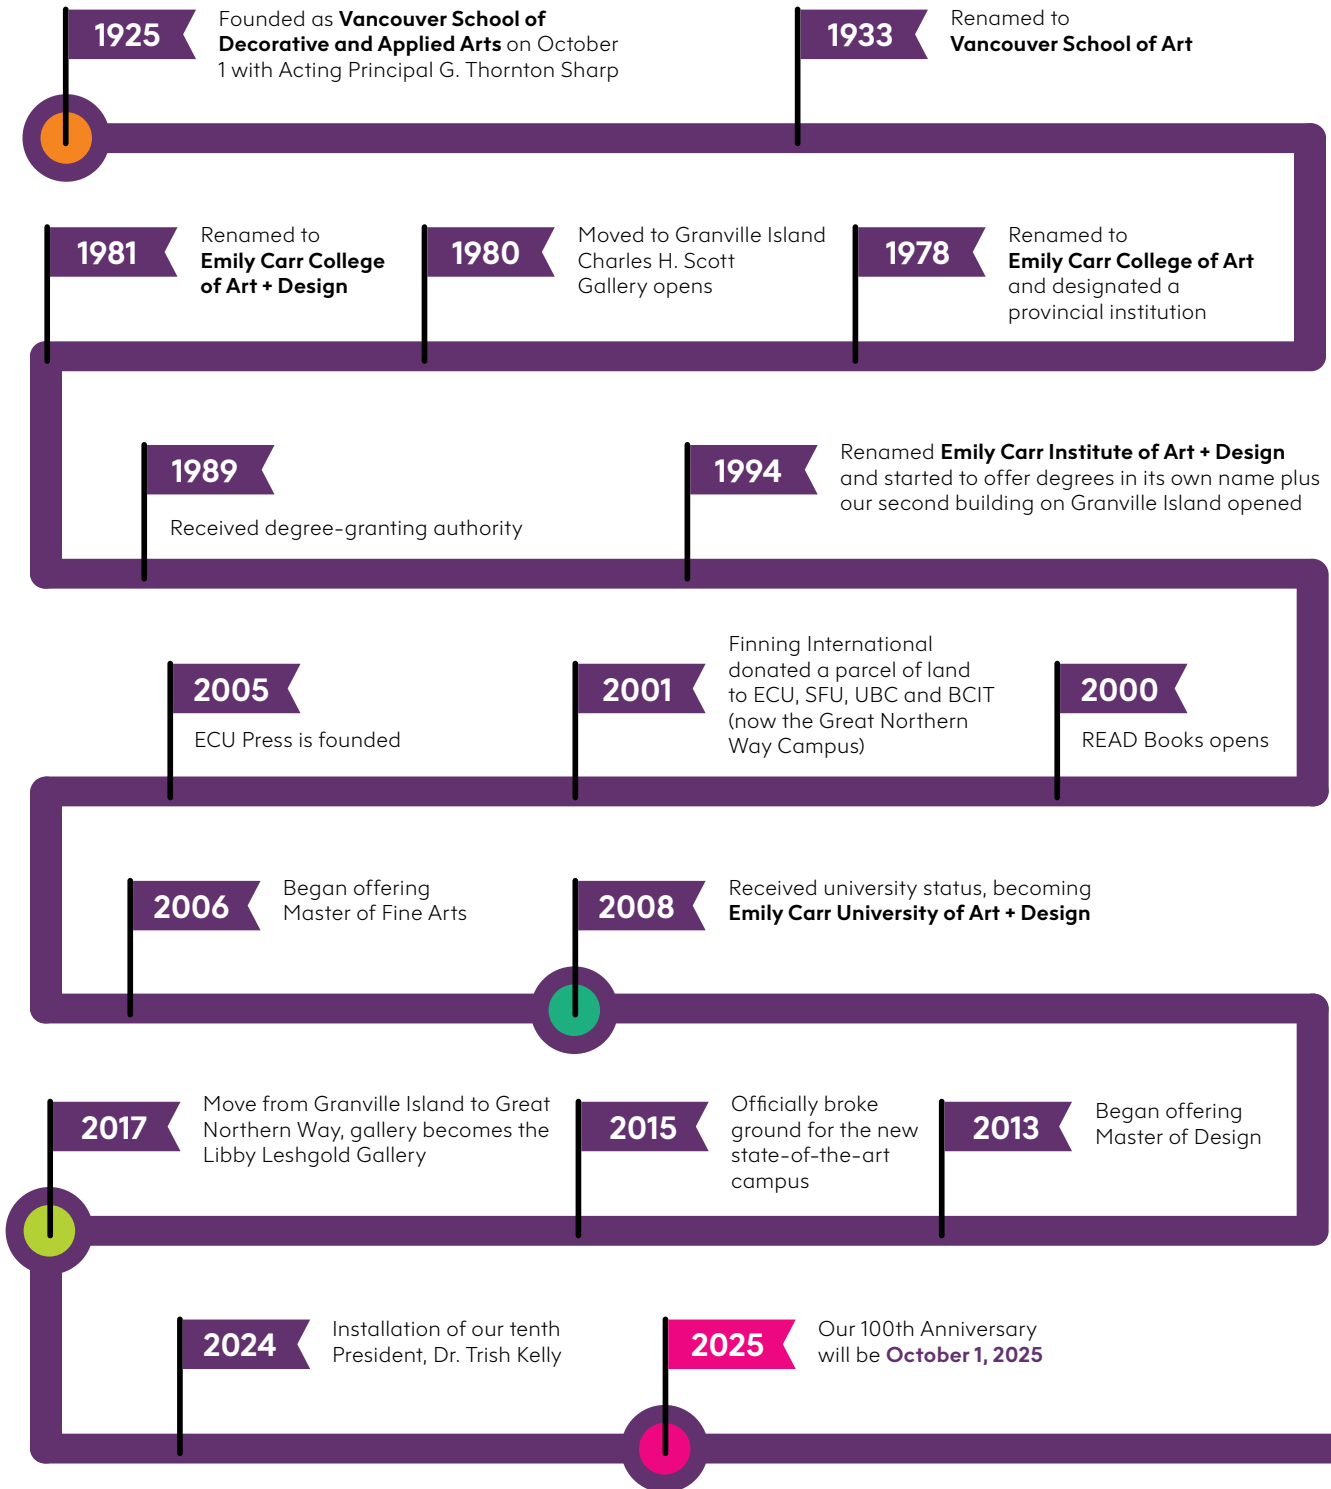 1925
Founded as Vancouver School of
Decorative and Applied Arts on October
1 with Acting Principal G. Thornton Sharp
1933
Renamed to
Vancouver School of Art
1981
Renamed to
Emily Carr College
of Art + Design
1980
Moved to Granville Island
Charles H. Scott
Gallery opens
1978
Renamed to
Emily Carr College of Art
and designated a
provincial institution
1989
Received degree-granting authority
1994
Renamed Emily Carr Institute of Art + Design
and started to offer degrees in its own name plus
our second building on Granville Island opened
2005
ECU Press is founded
2001
Finning International
donated a parcel of land
to ECU, SFU, UBC and BCIT
(now the Great Northern
Way Campus)
2000
READ Books opens
2006
Began offering
Master of Fine Arts
2008
Received university status, becoming
Emily Carr University of Art + Design
2017
Move from Granville Island to Great
Northern Way, gallery becomes the
Libby Leshgold Gallery
2015
Officially broke
ground for the new
state-of-the-art
campus
2013
Began offering
Master of Design
2024
Installation of our tenth
President, Dr. Trish Kelly
2025
Our 100th Anniversary
will be October 1, 2025